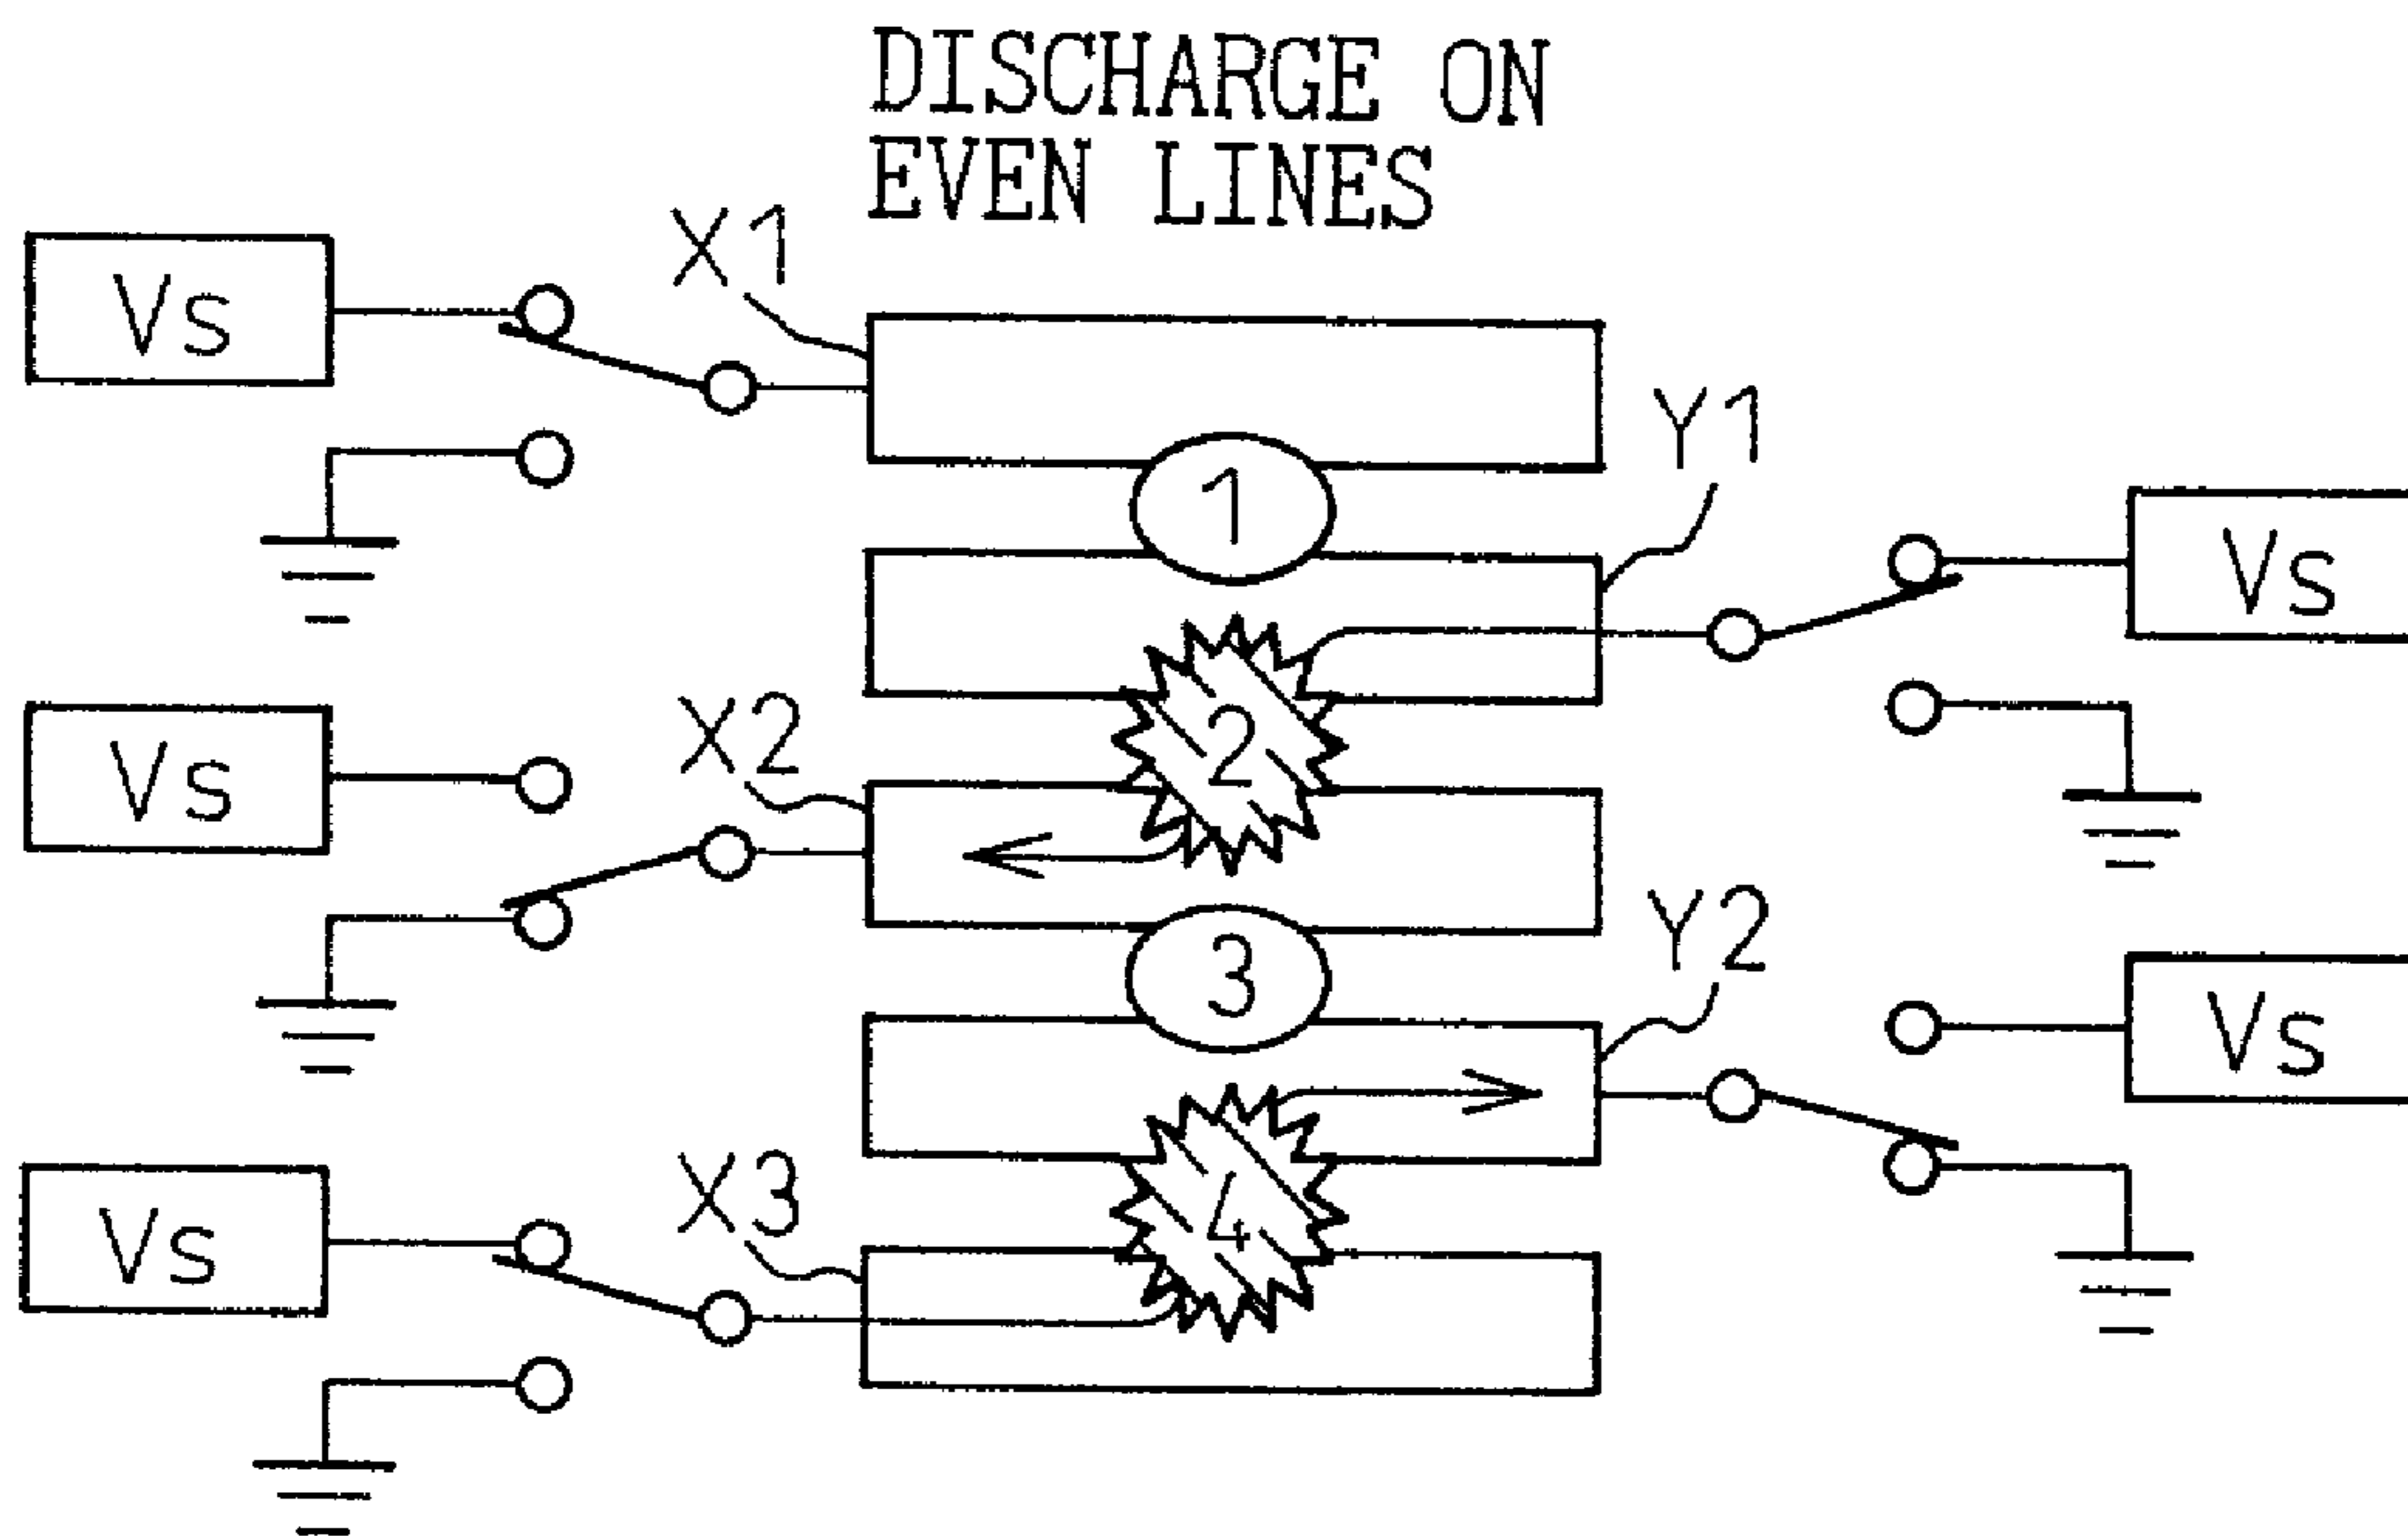 DISCHARGE ON
EVEN LINES
X1
Vs
1
Y1
Vs
X2
2
Vs
3
Y2
Vs
X3
4
Vs